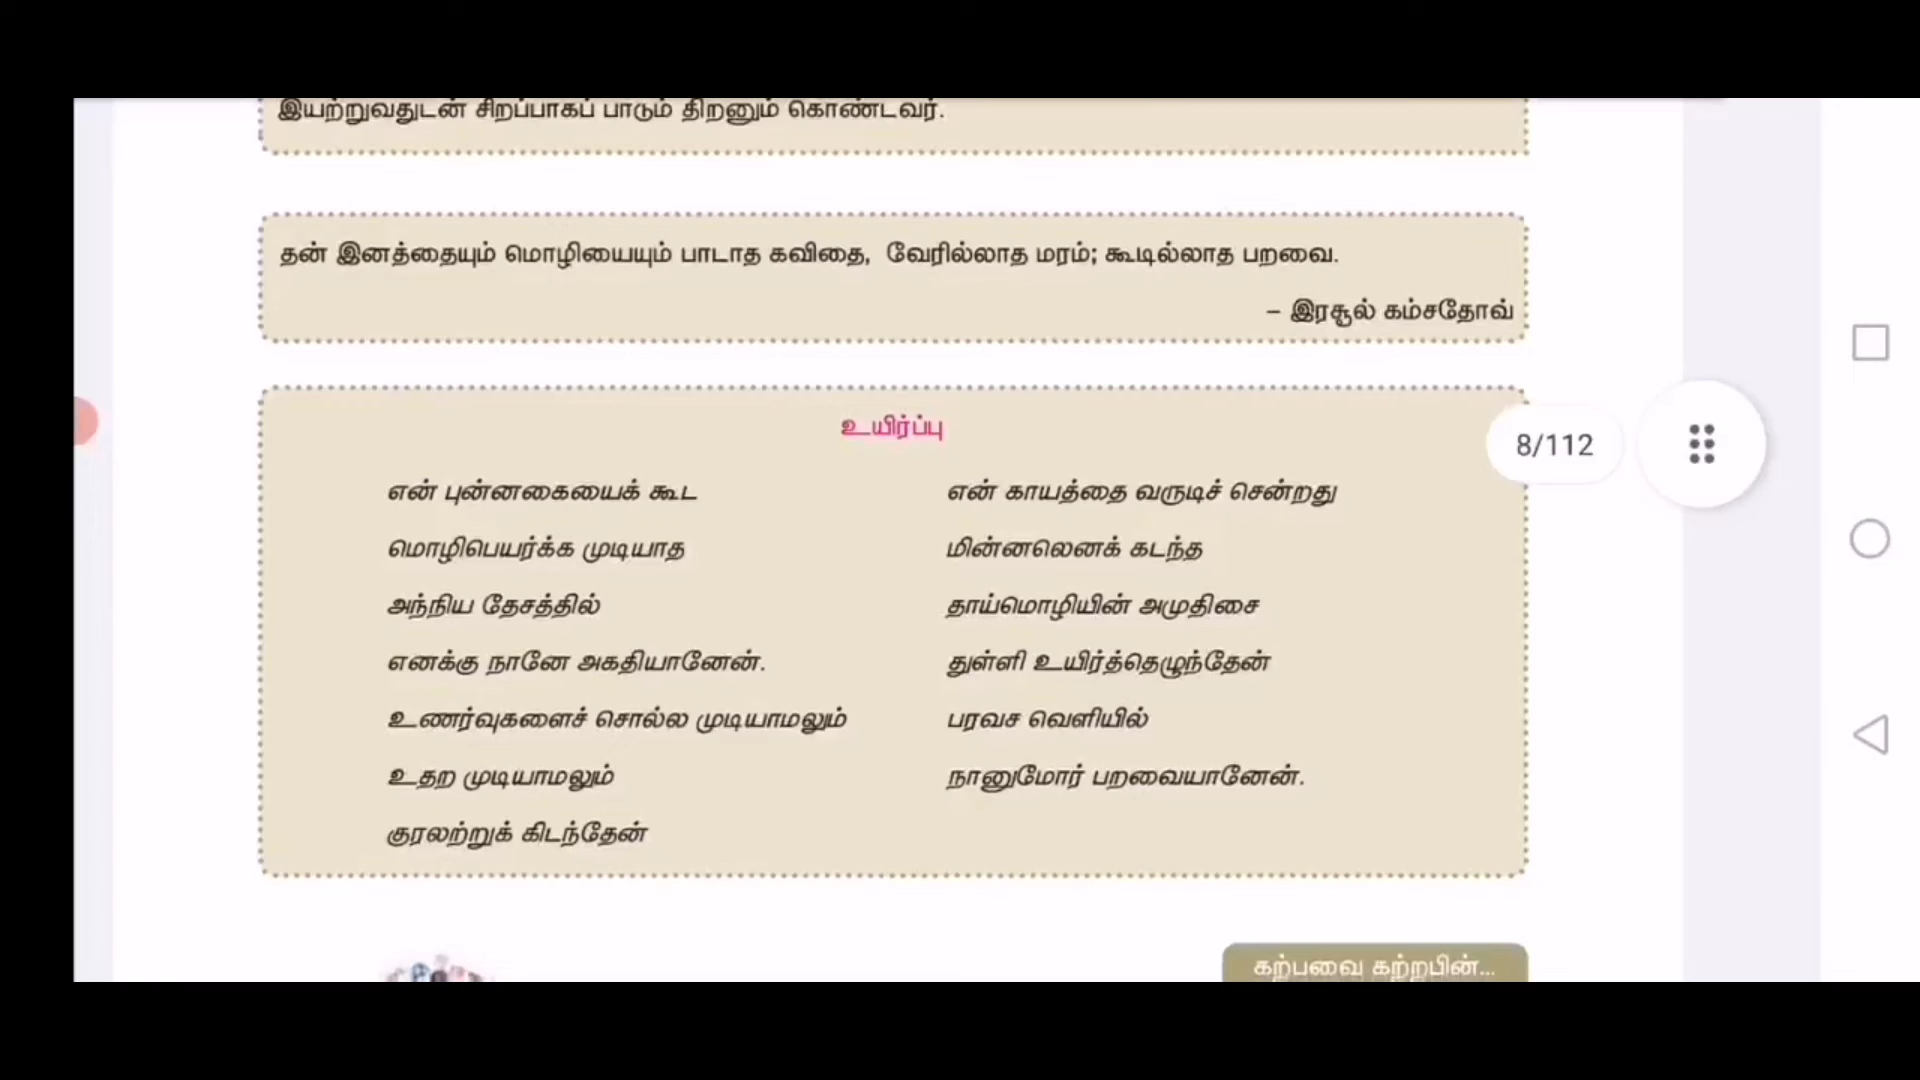 இயற்றுவதுடன் சிறப்பாகப் பாடும் திறனும் கொண்டவர்.
தன் இனத்தையும் மொழியையும் பாடாத கவிதை, வேரில்லாத மரம்; கூடில்லாத பறவை.
– இரசூல் கம்சதோவ்
உயிர்ப்பு
என் புன்னகையைக் கூட
மொழிபெயர்க்க முடியாத
அந்நிய தேசத்தில்
எனக்கு நானே அகதியானேன்.
உணர்வுகளைச் சொல்ல முடியாமலும்
உதற முடியாமலும்
குரலற்றுக் கிடந்தேன்
என் காயத்தை வருடிச் சென்றது
மின்னலெனக் கடந்த
தாய்மொழியின் அமுதிசை
துள்ளி உயிர்த்தெழுந்தேன்
பரவச வெளியில்
நானுமோர் பறவையானேன்.
8/112
கற்பவை கற்றபின்...